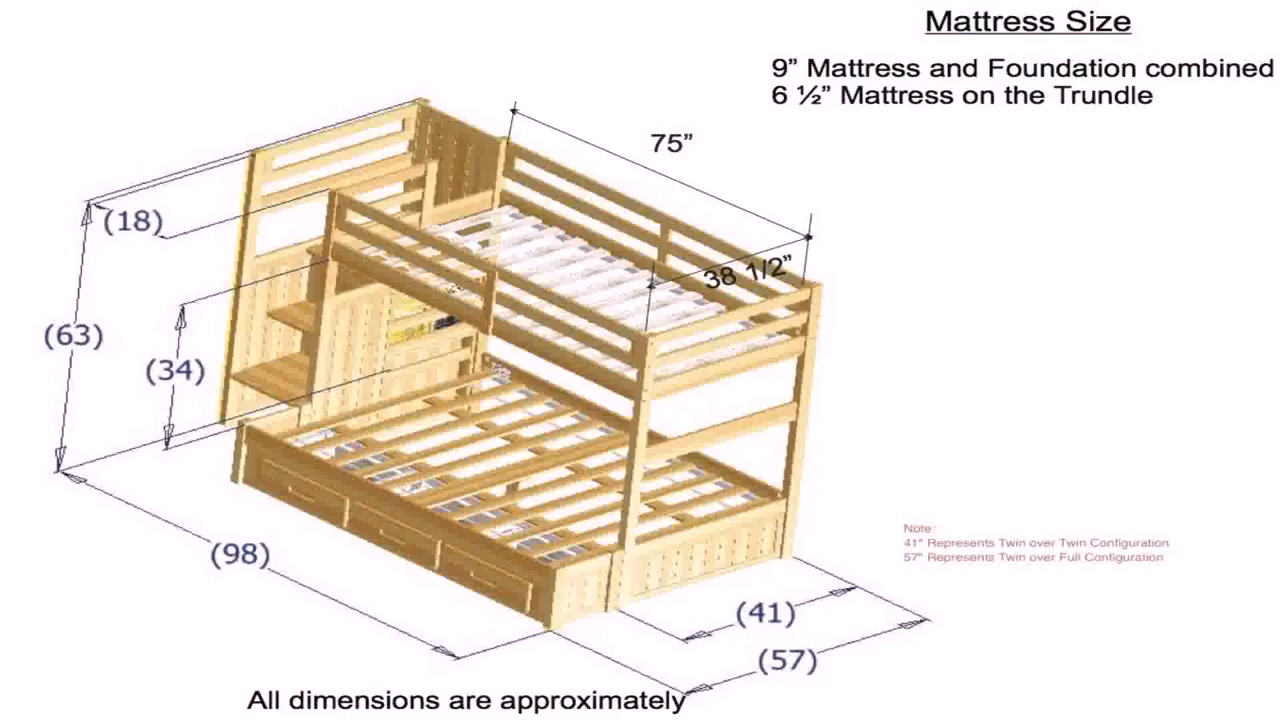 Mattress Size
9” Mattress and Foundation combined
6 ½” Mattress on the Trundle
75”
(18)
38 1/2”
(63)
(34)
Note:
41" Represents Twin over Twin Configuration
57" Represents Twin over Full Configuration
(98)
(41)
(57)
All dimensions are approximately